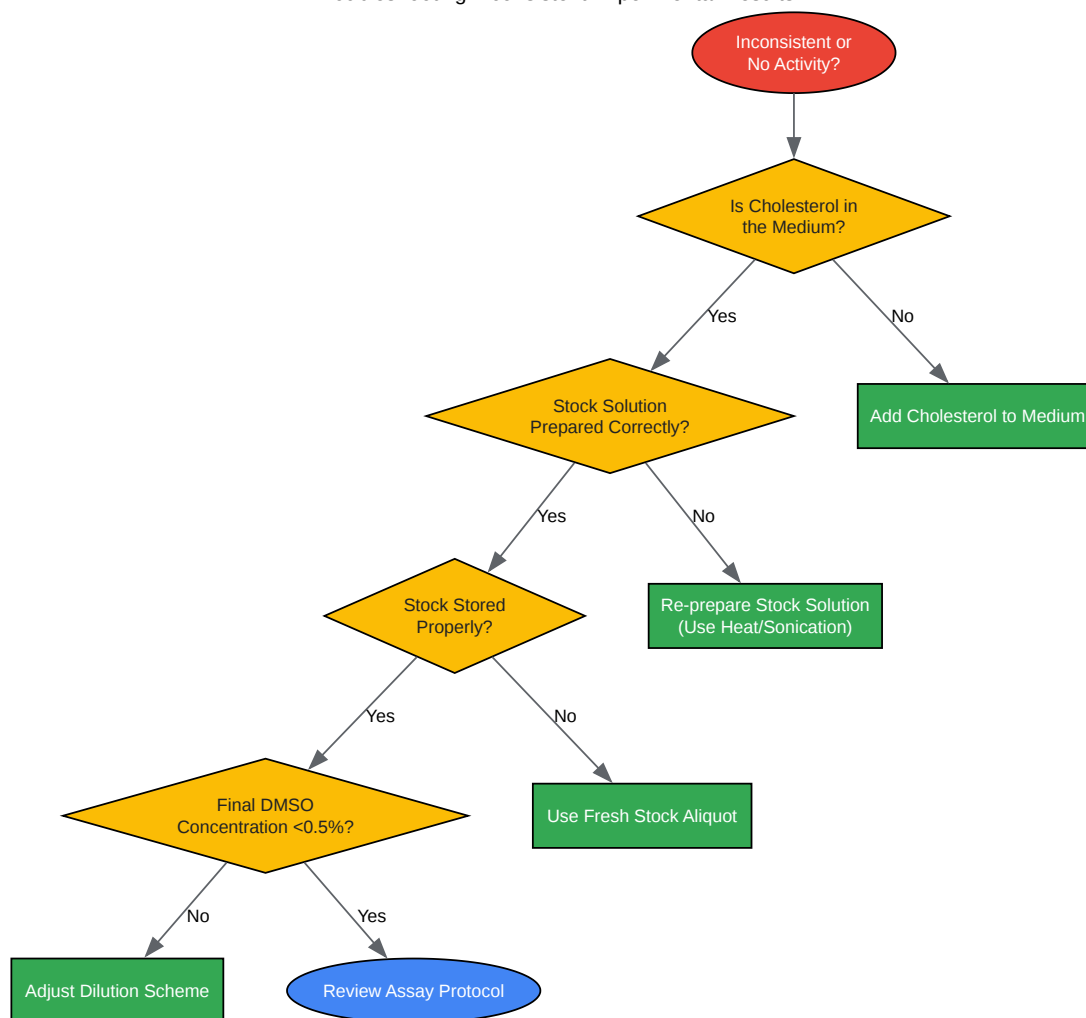 Inconsistent or
No Activity?
Is Cholesterol in
the Medium?
Yes
No
Stock Solution
Prepared Correctly?
Add Cholesterol to Medium
Yes
No
Stock Stored
Properly?
Re-prepare Stock Solution
(Use Heat/Sonication)
Yes
No
Final DMSO
Concentration <0.5%?
Use Fresh Stock Aliquot
No
Yes
Adjust Dilution Scheme
Review Assay Protocol